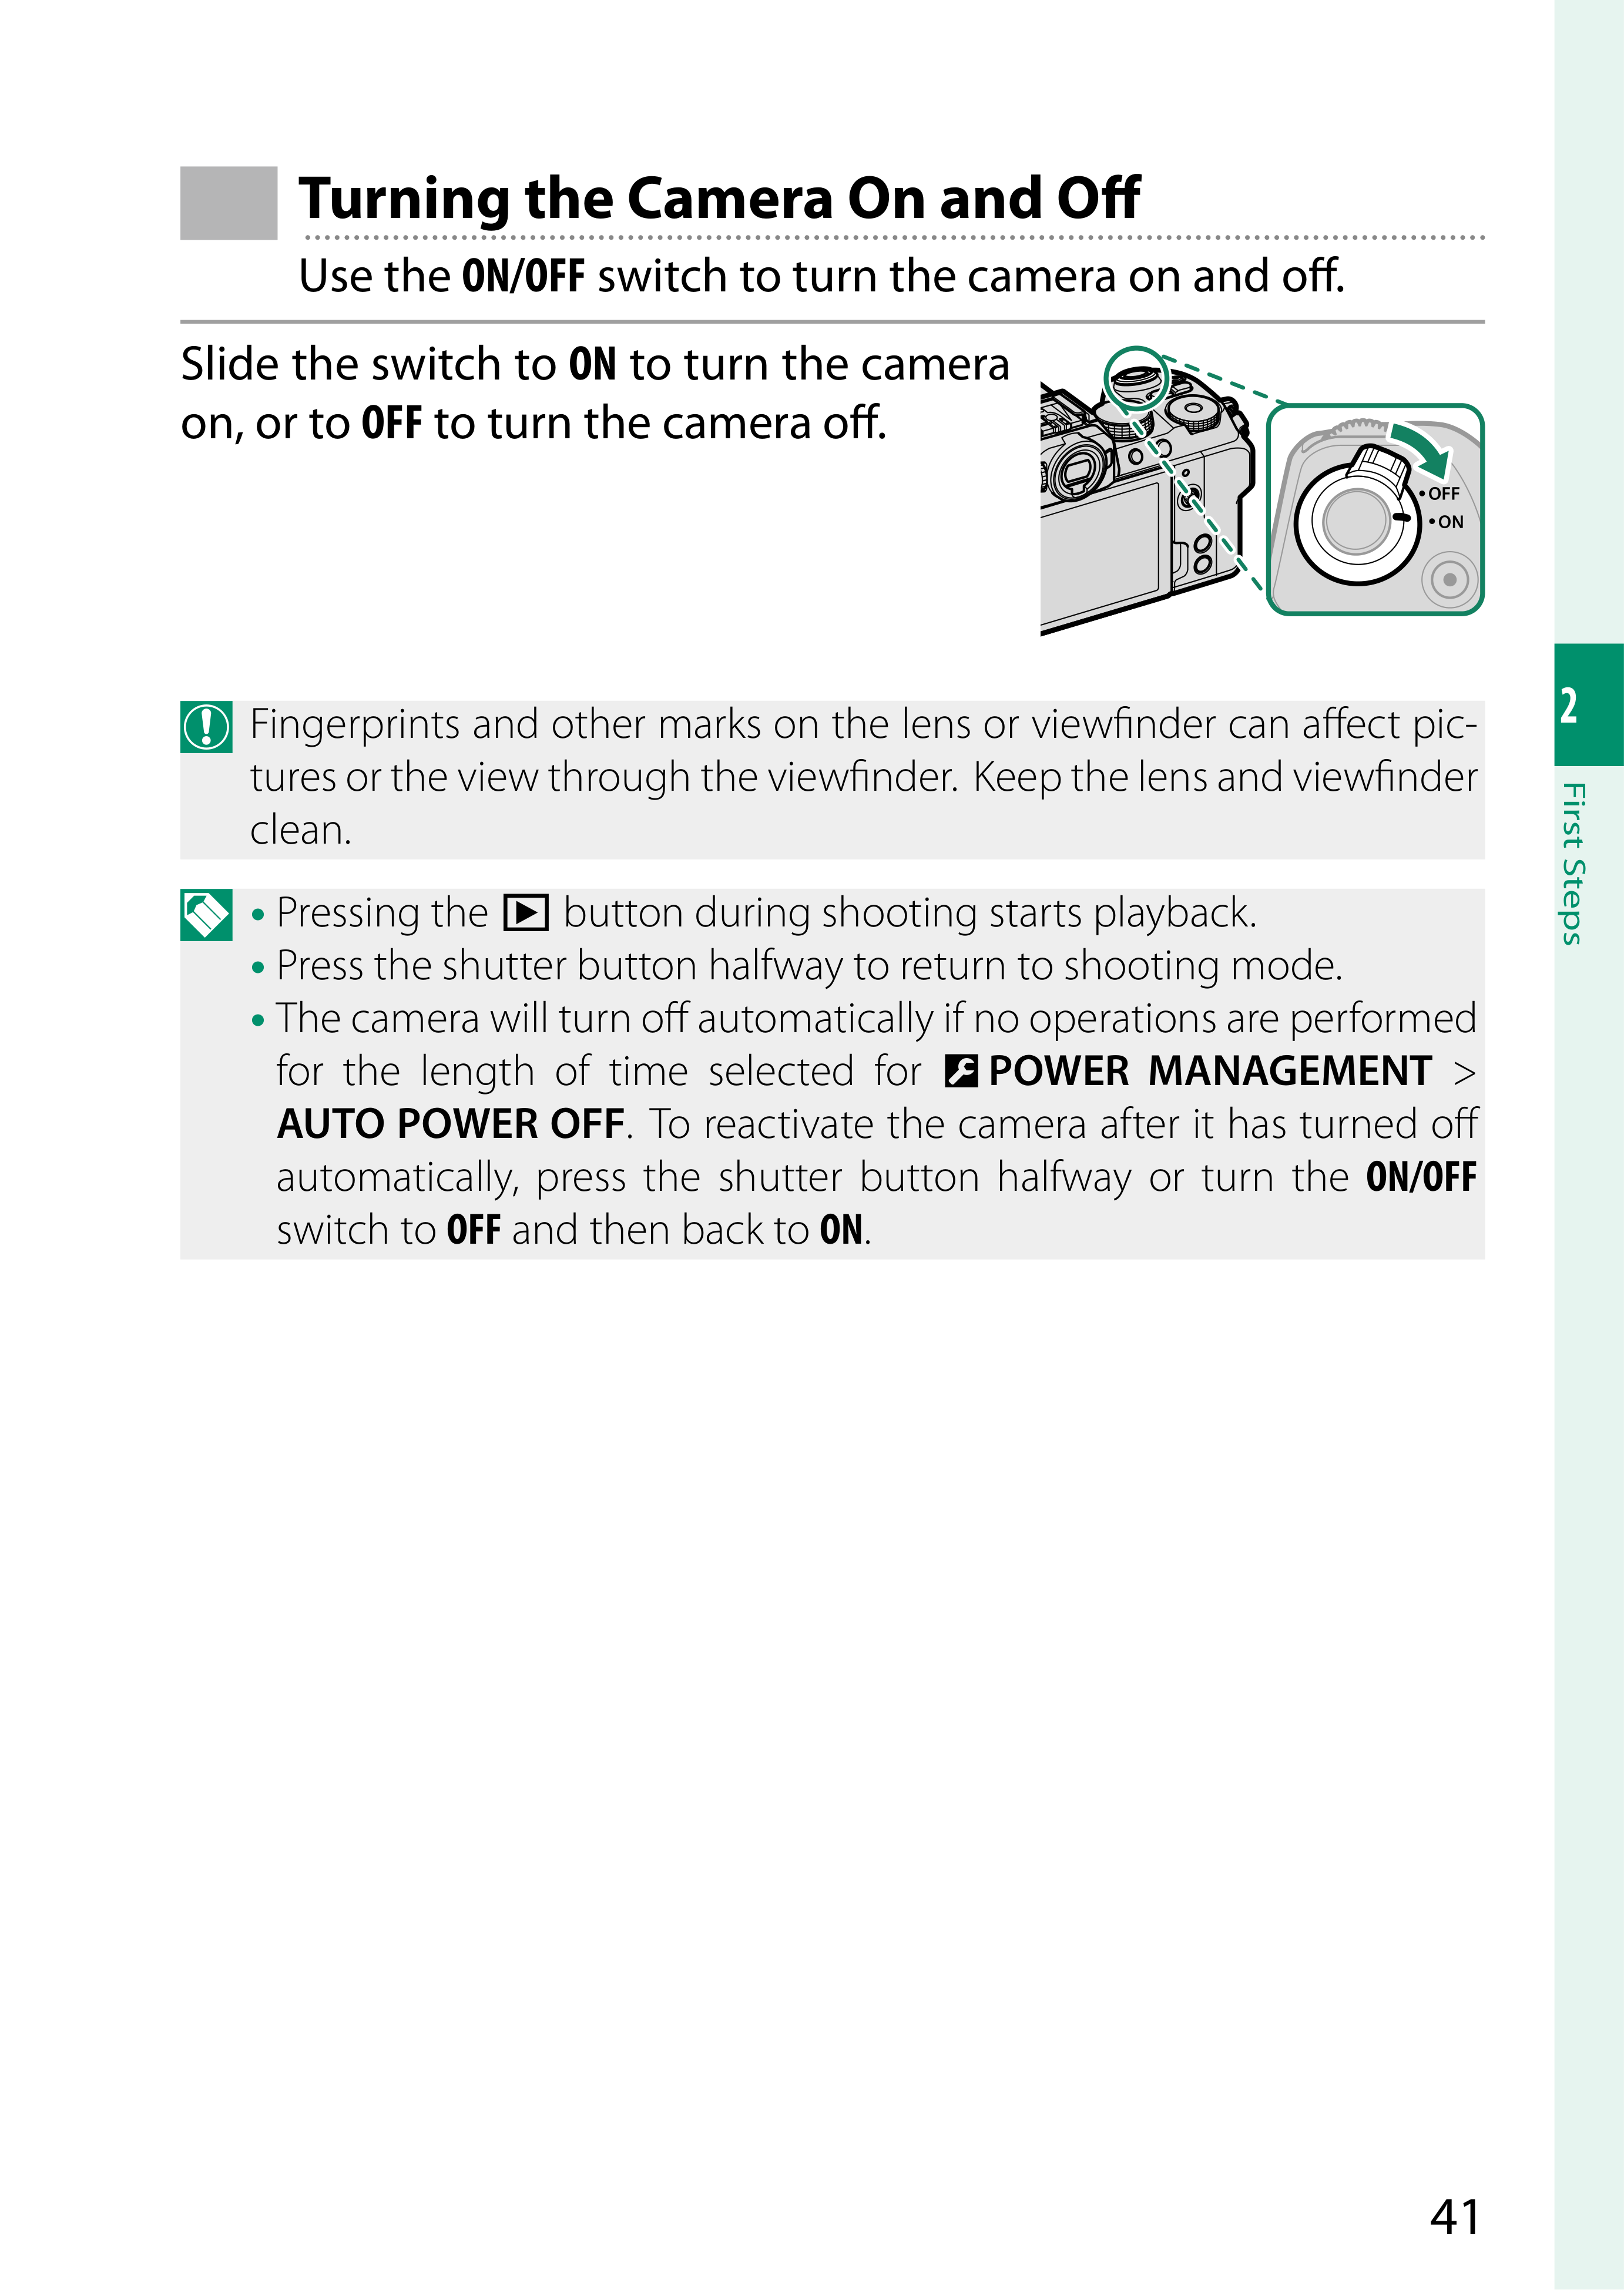 Turning the Camera On and Off
Use the ON/OFF switch to turn the camera on and off.
Slide the switch to ON to turn the camera
on, or to OFF to turn the camera off.
• OFF
• ON
Fingerprints and other marks on the lens or viewfinder can affect pic-
tures or the view through the viewfinder. Keep the lens and viewfinder
clean.
• Pressing the button during shooting starts playback.
• Press the shutter button halfway to return to shooting mode.
• The camera will turn off automatically if no operations are performed
for the length of time selected for POWER MANAGEMENT >
AUTO POWER OFF. To reactivate the camera after it has turned off
automatically, press the shutter button halfway or turn the ON/OFF
switch to OFF and then back to ON.
2
First Steps
41